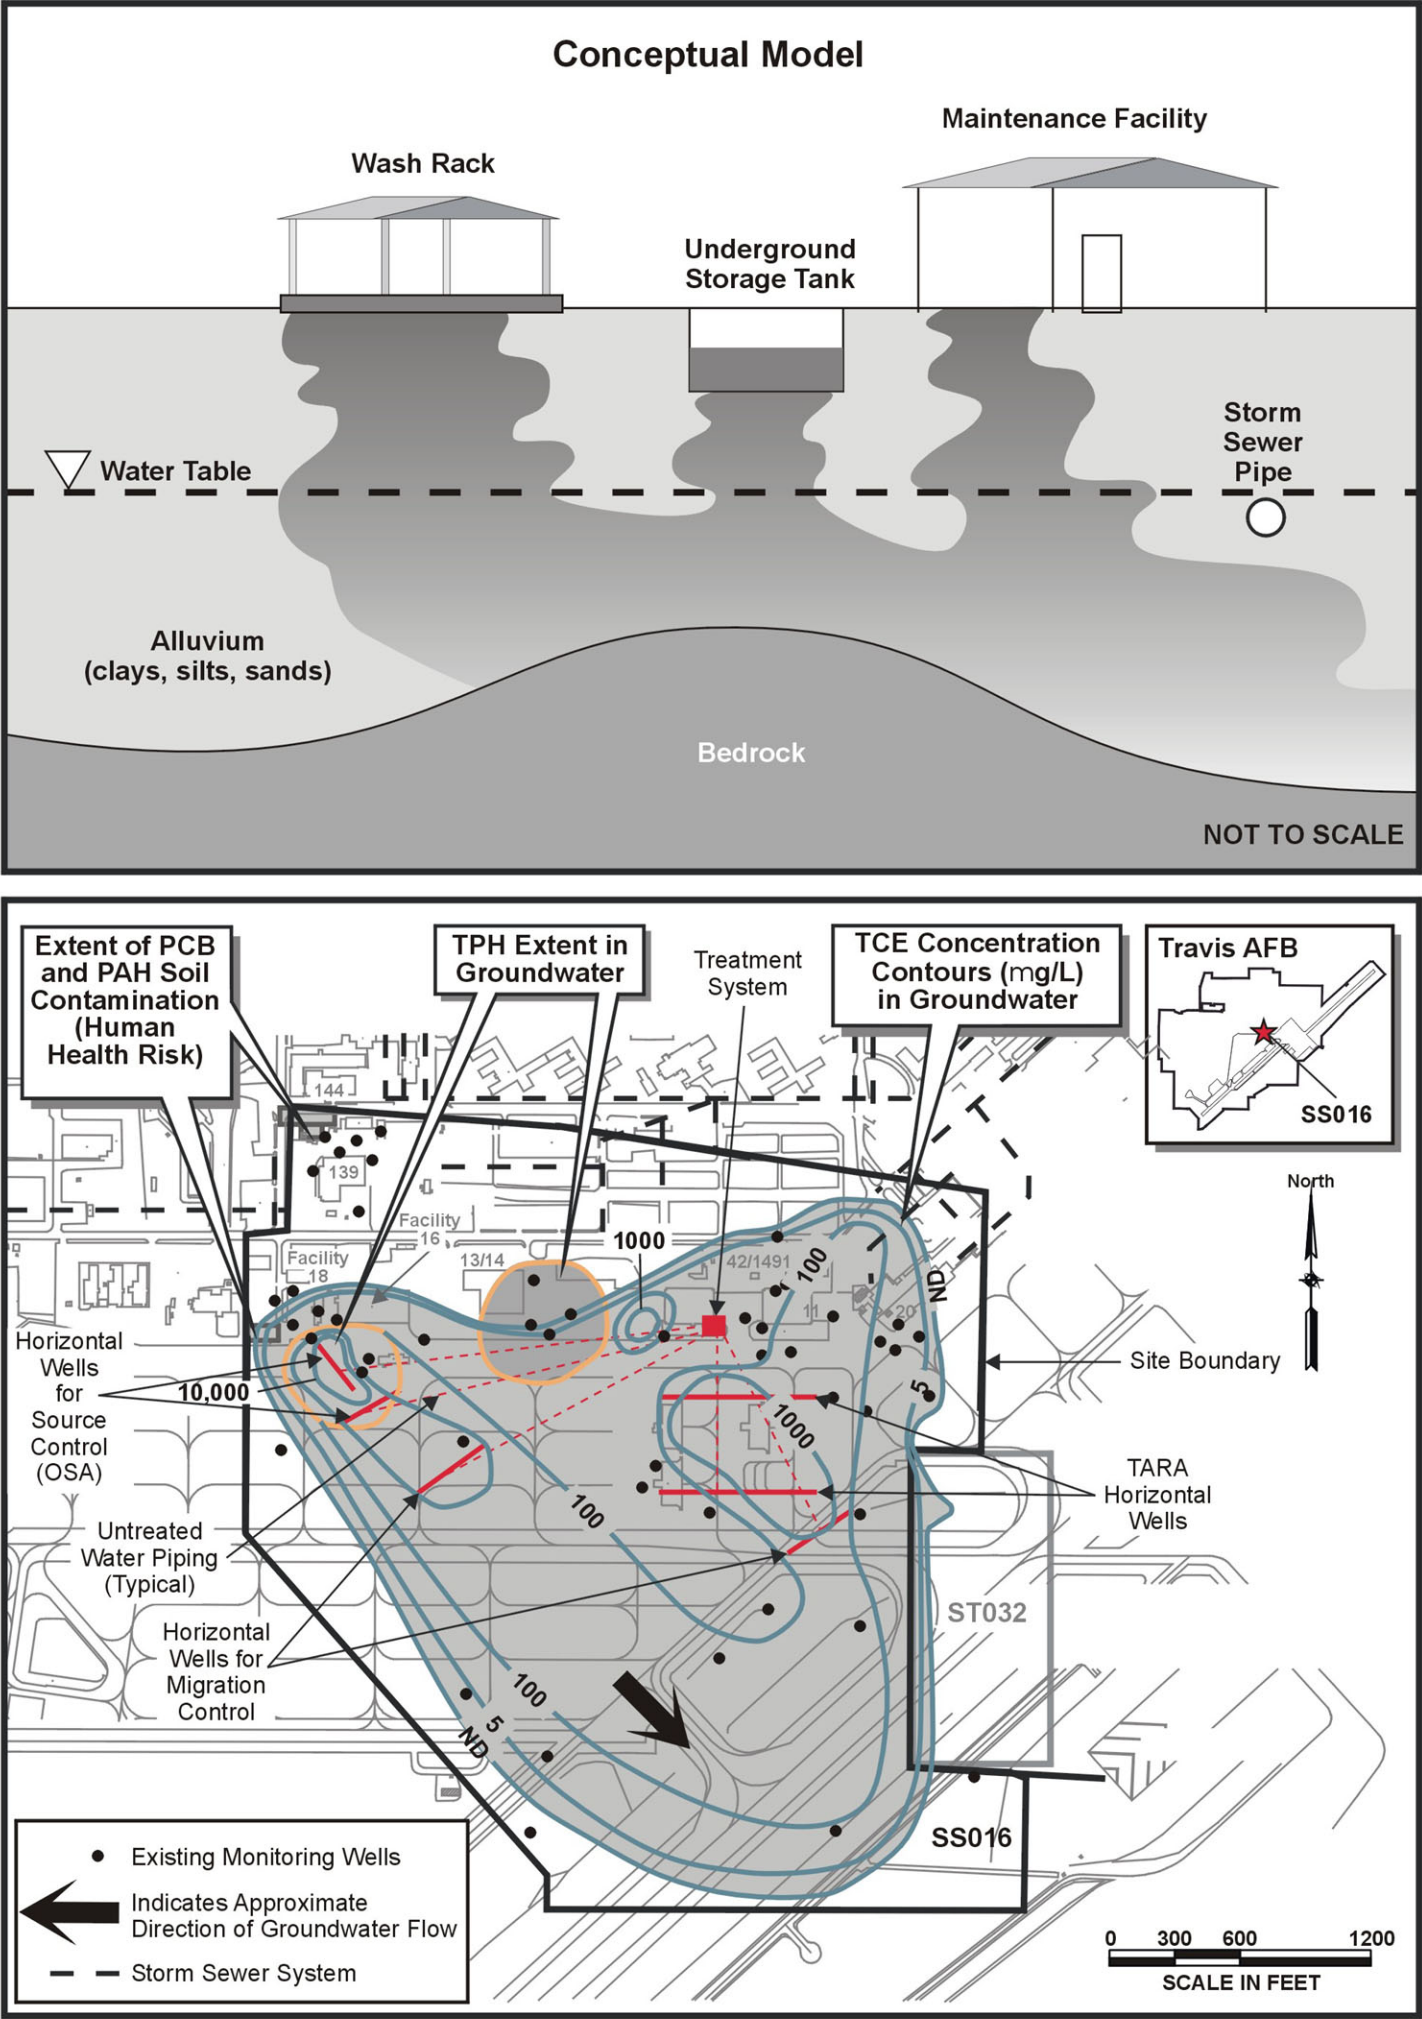 Conceptual Model
Maintenance Facility
Wash Rack
Underground
Storage Tank
Storm
Sewer
Pipe
Water Table
Alluvium
(clays, silts, sands)
Bedrock
NOT TO SCALE
Extent of PCB
and PAH Soil
Contamination
(Human
Health Risk)
TPH Extent in
Groundwater
Treatment
System
TCE Concentration
Contours (mg/L)
in Groundwater
Travis AFB
SS016
North
144
139
Facility
16
Facility
18
13/14
1000
42/1491
100
11
20
ND
5
Horizontal
Wells
for
Source
Control
(OSA)
10,000
1000
Site Boundary
TARA
Horizontal
Wells
100
Untreated
Water Piping
(Typical)
ST032
Horizontal
Wells for
Migration
Control
100
5
ND
SS016
Existing Monitoring Wells
Indicates Approximate
Direction of Groundwater Flow
Storm Sewer System
0 300 600 1200
SCALE IN FEET